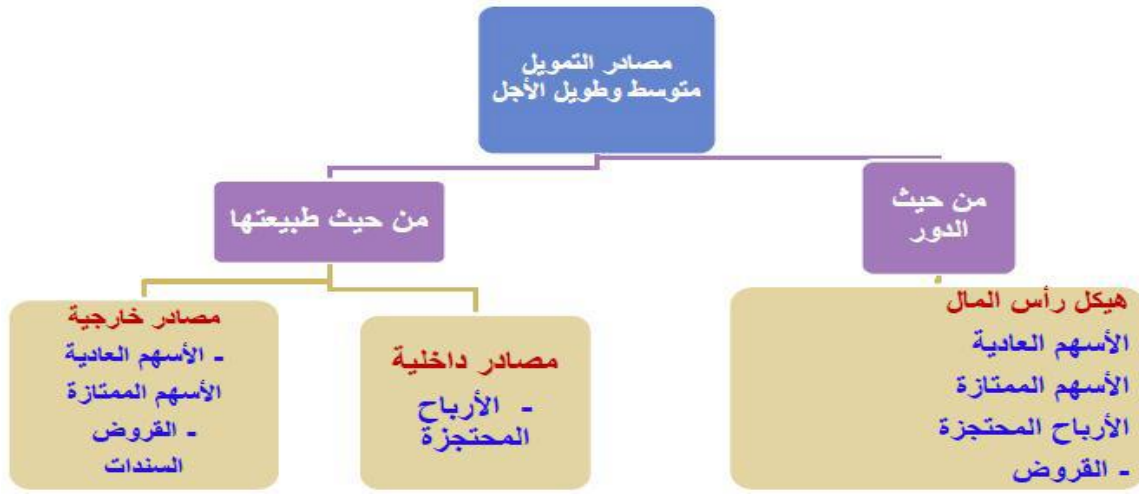 مصادر التمويل
متوسط وطويل الأجل
من حيث
الدور
من حيث طبيعتها
هيكل رأس المال
الأسهم العادية
الأسهم الممتازة
الأرباح المحتجزة
- القروض
مصادر داخلية
- الأرباح
المحتجزة
مصادر خارجية
- الأسهم العادية
الأسهم الممتازة
- القروض
السندات